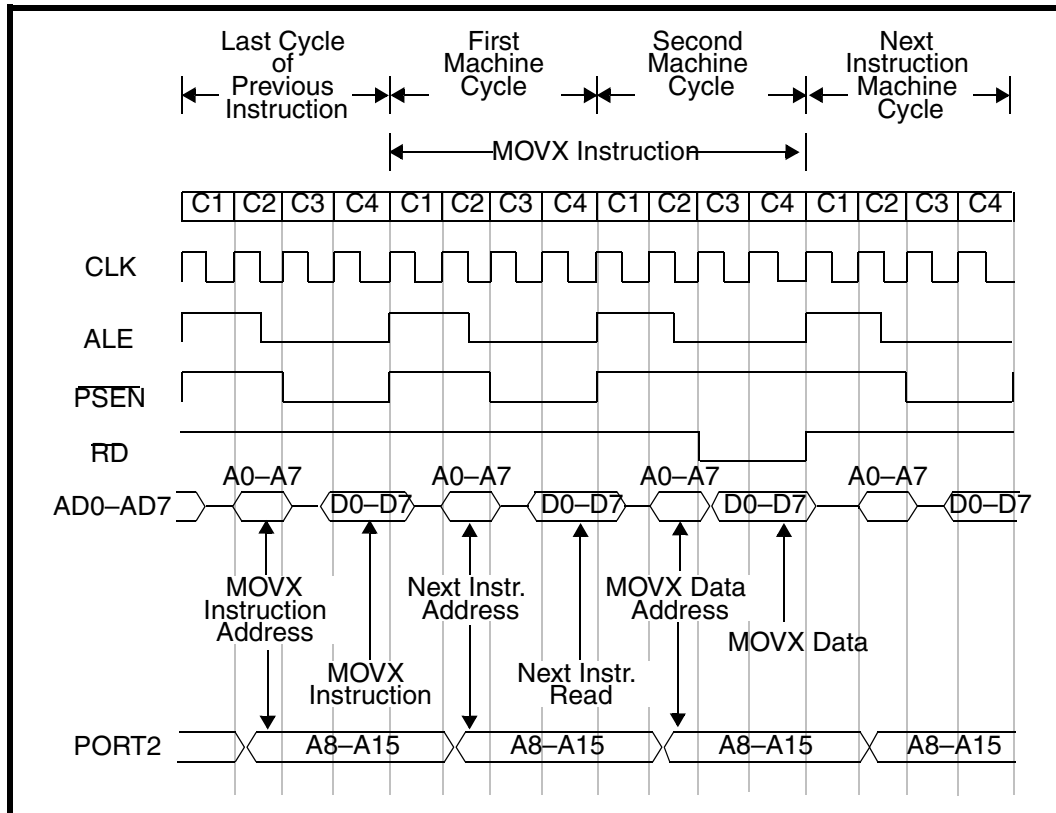 Last Cycle
of
Previous
Instruction
First
Machine
Cycle
Second
Machine
Cycle
Next
Instruction
Machine
Cycle
MOVX Instruction
C1 C2 C3 C4 C1 C2 C3 C4 C1 C2 C3 C4 C1 C2 C3 C4
CLK
ALE
PSEN
RD
A0–A7 A0–A7 A0–A7 A0–A7
AD0–AD7 D0–D7 D0–D7 D0–D7 D0–D7
MOVX
Instruction
Address
MOVX
Instruction
Next Instr.
Address
Next Instr.
Read
MOVX Data
Address
MOVX Data
PORT2 A8–A15 A8–A15 A8–A15 A8–A15